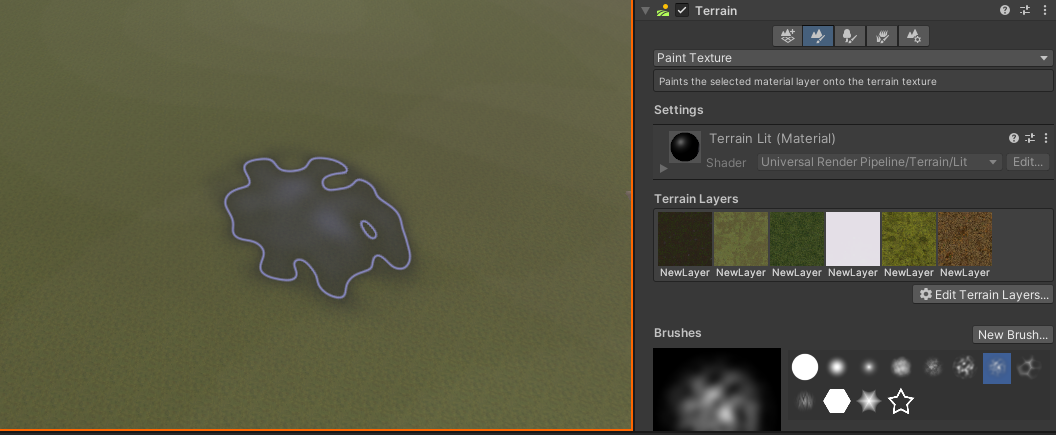 Terrain
Paint Texture
Paints the selected material layer onto the terrain texture
Settings
Terrain Lit (Material)
Shader Universal Render Pipeline/Terrain/Lit Edit...
Terrain Layers
NewLayer NewLayer NewLayer NewLayer NewLayer NewLayer
Edit Terrain Layers...
Brushes New Brush...